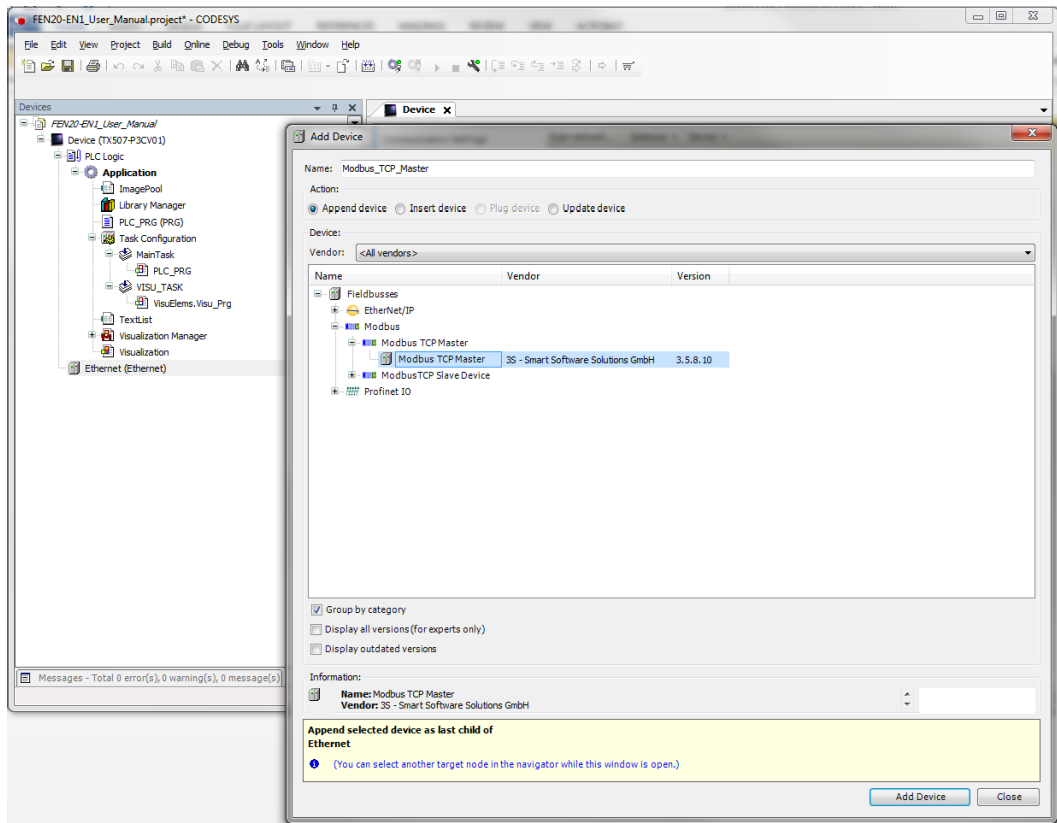 FEN20-EN1_User_Manual.project* - CODESYS
File Edit View Project Build Online Debug Tools Window Help
Devices
Device
FEN20-EN1_User_Manual
Device (TX507-P3CV01)
PLC Logic
Application
ImagePool
Library Manager
PLC_PRG (PRG)
Task Configuration
MainTask
PLC_PRG
VISU_TASK
VisuElems.Visu_Prg
TextList
Visualization Manager
Visualization
Ethernet (Ethernet)
Messages - Total 0 error(s), 0 warning(s), 0 message(s)
Add Device
Name: Modbus_TCP_Master
Action:
Append device Insert device Plug device Update device
Device:
Vendor: <All vendors>
Name Vendor Version
Fieldbusses
EtherNet/IP
Modbus
Modbus TCP Master
Modbus TCP Master 3S - Smart Software Solutions GmbH 3.5.8.10
ModbusTCP Slave Device
Profinet IO
Group by category
Display all versions (for experts only)
Display outdated versions
Information:
Name: Modbus TCP Master
Vendor: 3S - Smart Software Solutions GmbH
Append selected device as last child of
Ethernet
(You can select another target node in the navigator while this window is open.)
Add Device Close